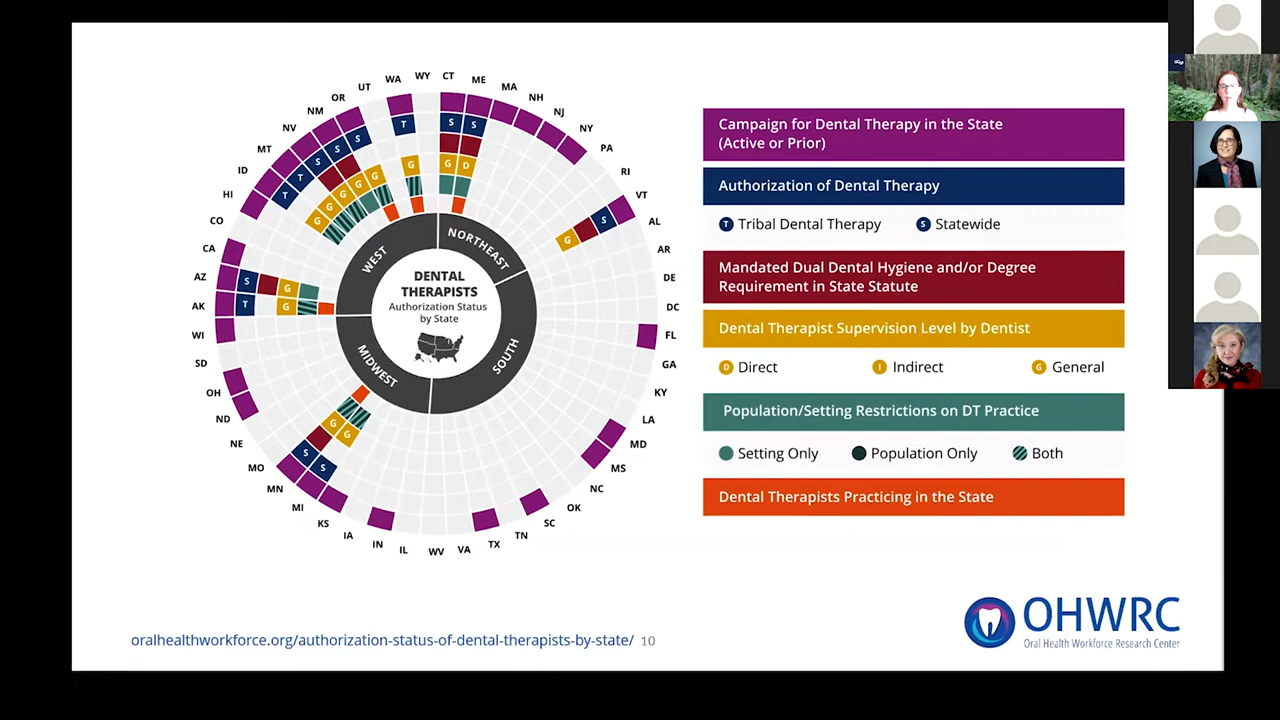 CT
ME
MA
NH
NJ
NY
PA
RI
VT
AL
AR
DE
DC
FL
GA
KY
LA
MD
MS
NC
OK
SC
TN
TX
VA
WV
IL
IN
IA
KS
MI
MN
MO
NE
ND
OH
SD
WI
AK
AZ
CA
CO
HI
ID
MT
NV
NM
OR
UT
WA
WY
S S
G D
S
G
S S
G G
T
G
S
G
T T S S S
G G G G G
T
G
WEST
NORTHEAST
SOUTH
MIDWEST
DENTAL
THERAPISTS
Authorization Status
by State
Campaign for Dental Therapy in the State
(Active or Prior)
Authorization of Dental Therapy
T Tribal Dental Therapy S Statewide
Mandated Dual Dental Hygiene and/or Degree
Requirement in State Statute
Dental Therapist Supervision Level by Dentist
D Direct I Indirect G General
Population/Setting Restrictions on DT Practice
Setting Only Population Only Both
Dental Therapists Practicing in the State
oralhealthworkforce.org/authorization-status-of-dental-therapists-by-state/ 10
OHWRC
Oral Health Workforce Research Center
UCSF